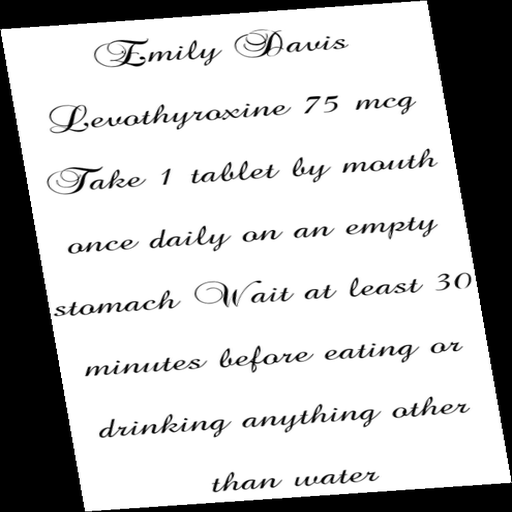 Emily Davis
Levothyroxine 75 mcg
Take 1 tablet by mouth
once daily on an empty
stomach Wait at least 30
minutes before eating or
drinking anything other
than water